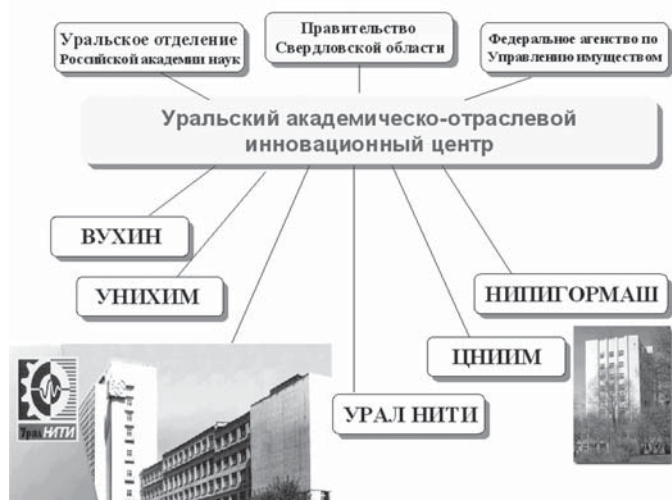 Уральское отделение
Российской академии наук
Правительство
Свердловской области
Федеральное агенство по
Управлению имуществом
Уральский академическо-отраслевой
инновационный центр
ВУХИН
УНИХИМ
НИПИГОРМАШ
ЦНИИМ
УРАЛ НИТИ
УралНИТИ